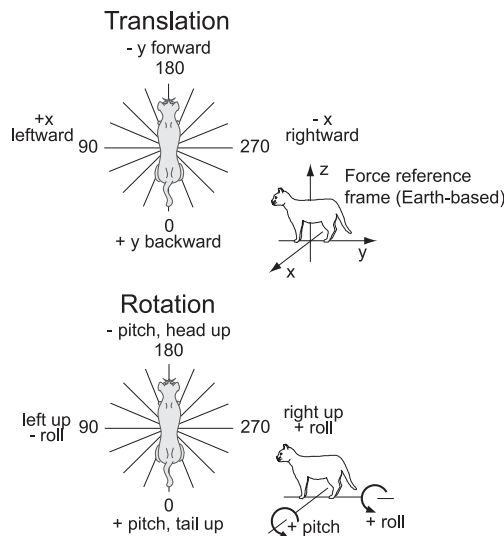 Translation
- y forward
180
+x
leftward
90
270
- x
rightward
0
+ y backward
z
Force reference
frame (Earth-based)
x
y
Rotation
- pitch, head up
180
left up
- roll
90
270
right up
+ roll
0
+ pitch, tail up
+ pitch
+ roll